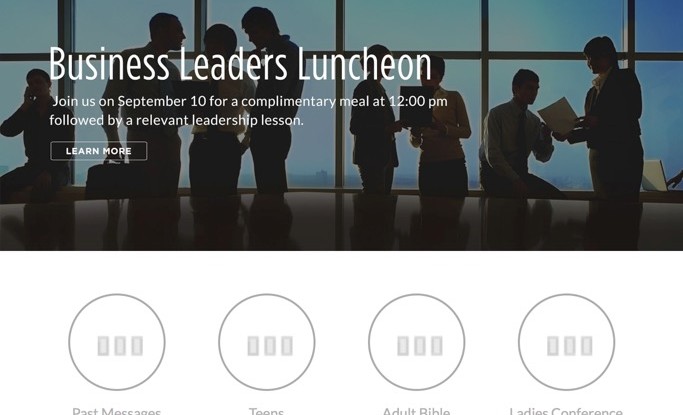 Business Leaders Luncheon
Join us on September 10 for a complimentary meal at 12:00 pm
followed by a relevant leadership lesson.
LEARN MORE
Past Messages
Teens
Adult Bible
Ladies Conference